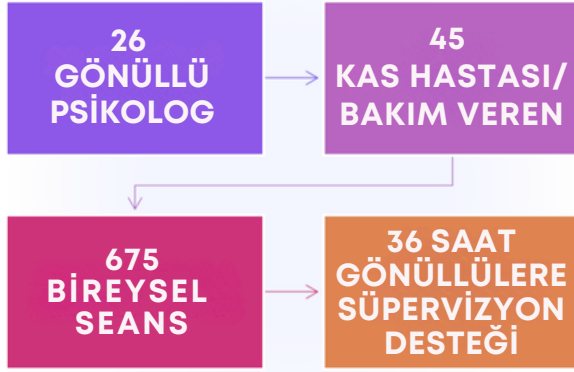 26
GÖNÜLLÜ
PSİKOLOG
45
KAS HASTASI/
BAKIM VEREN
675
BİREYSEL
SEANS
36 SAAT
GÖNÜLLÜLERE
SÜPERVİZYON
DESTEĞİ